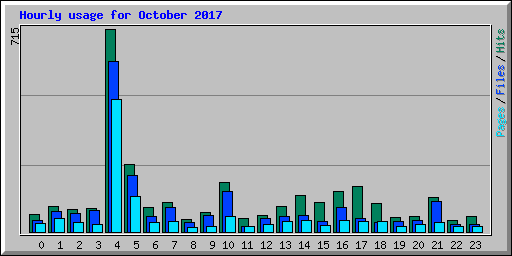 Hourly usage for October 2017
715
Pages / Files / Hits
0 1 2 3 4 5 6 7 8 9 10 11 12 13 14 15 16 17 18 19 20 21 22 23